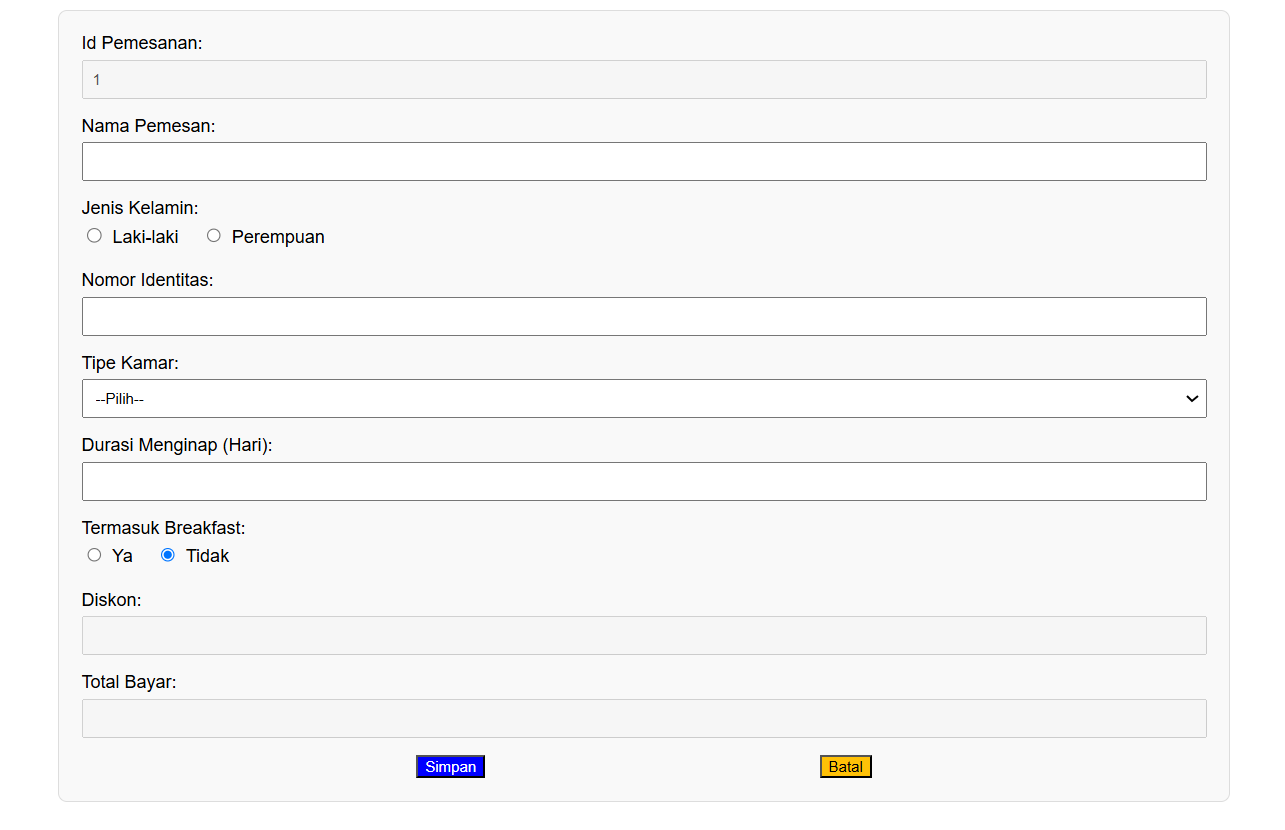 Id Pemesanan:
1
Nama Pemesan:
Jenis Kelamin:
Laki-laki Perempuan
Nomor Identitas:
Tipe Kamar:
--Pilih--
Durasi Menginap (Hari):
Termasuk Breakfast:
Ya Tidak
Diskon:
Total Bayar:
Simpan Batal